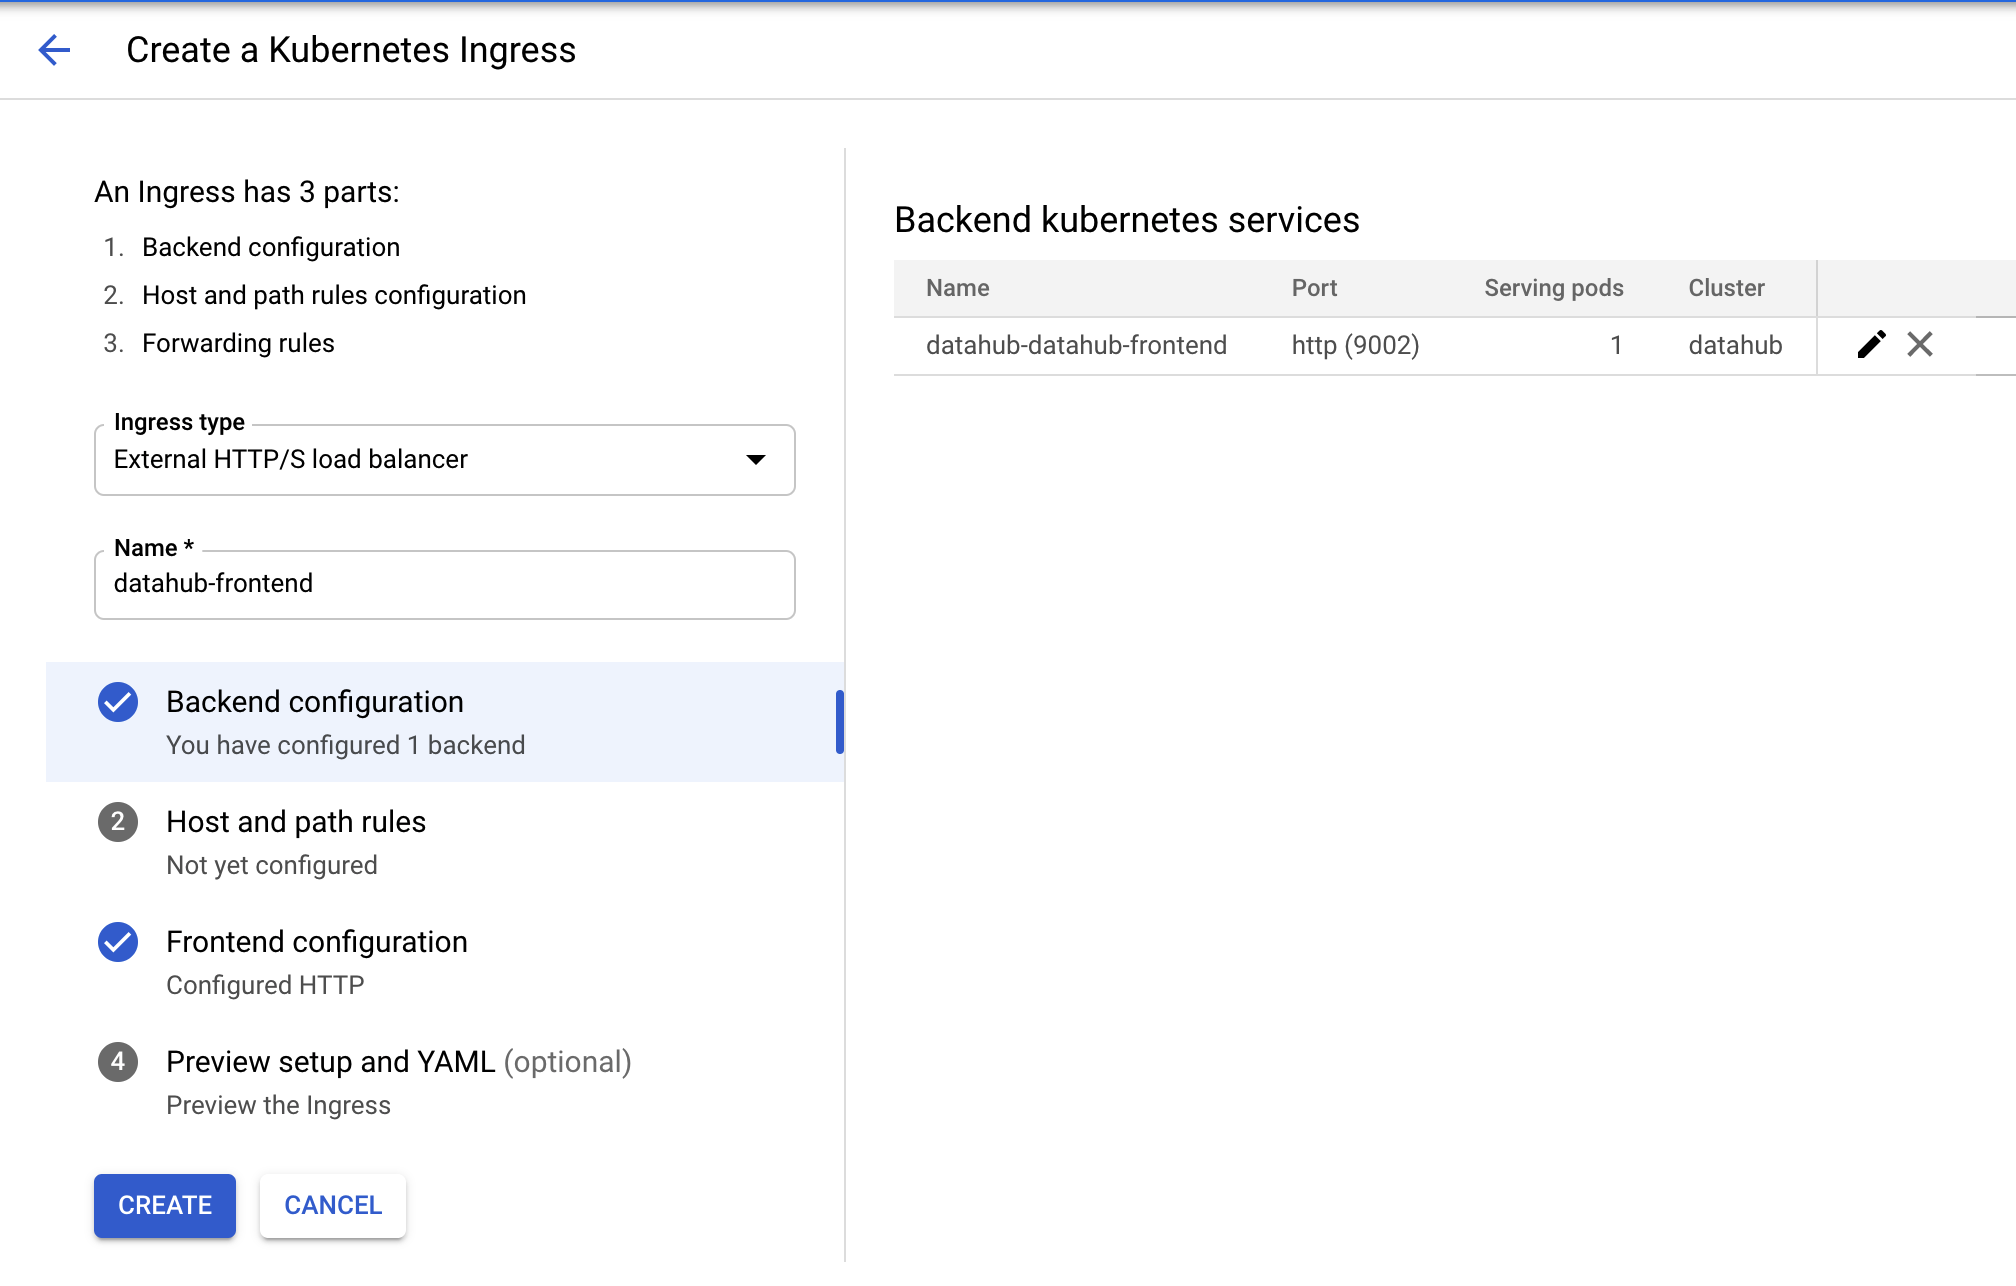 Create a Kubernetes Ingress
An Ingress has 3 parts:
1. Backend configuration
2. Host and path rules configuration
3. Forwarding rules
Ingress type
External HTTP/S load balancer
Name *
datahub-frontend
Backend configuration
You have configured 1 backend
2 Host and path rules
Not yet configured
Frontend configuration
Configured HTTP
4 Preview setup and YAML (optional)
Preview the Ingress
CREATE CANCEL
Backend kubernetes services
Name Port Serving pods Cluster
datahub-datahub-frontend http (9002) 1 datahub